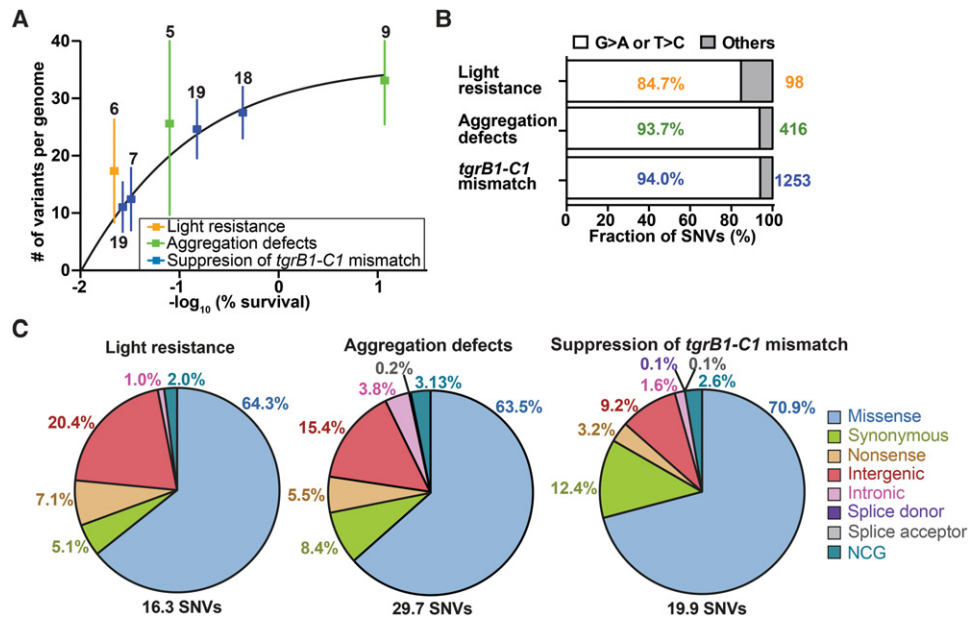 A
# of variants per genome
40
30
20
10
0
5
9
19
18
6
7
19
Light resistance
Aggregation defects
Suppresion of tgrB1-C1 mismatch
-2
-1
0
1
-log10 (% survival)
B
G>A or T>C
Others
Light
resistance
84.7%
98
Aggregation
defects
93.7%
416
tgrB1-C1
mismatch
94.0%
1253
0
20
40
60
80
100
Fraction of SNVs (%)
C
Light resistance
1.0%
2.0%
64.3%
20.4%
7.1%
5.1%
16.3 SNVs
Aggregation defects
0.2%
3.8%
3.13%
63.5%
15.4%
5.5%
8.4%
29.7 SNVs
Suppression of tgrB1-C1 mismatch
0.1%
0.1%
1.6%
2.6%
70.9%
9.2%
3.2%
12.4%
19.9 SNVs
Missense
Synonymous
Nonsense
Intergenic
Intronic
Splice donor
Splice acceptor
NCG